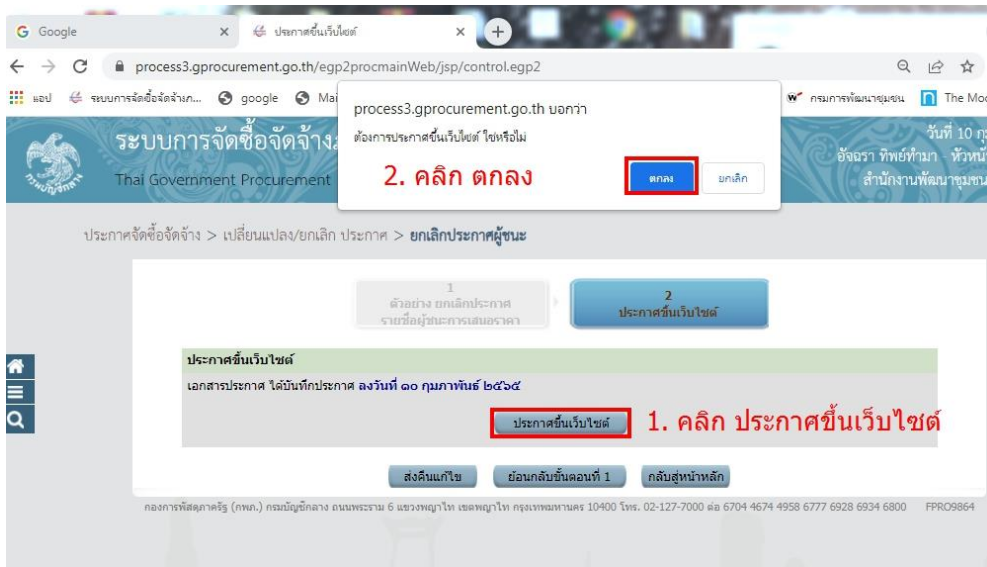 Google
ประกาศขึ้นเว็บไซต์
process3.gprocurement.go.th/egp2procmainWeb/jsp/control.egp2
แอป ระบบการจัดซื้อจัดจ้างภ... google Mai กรมการพัฒนาชุมชน The Moc
process3.gprocurement.go.th บอกว่า
ต้องการประกาศขึ้นเว็บไซต์ ใช่หรือไม่
2. คลิก ตกลง
ตกลง ยกเลิก
ระบบการจัดซื้อจัดจ้างภ
Thai Government Procurement
วันที่ 10 กุ
อัจฉรา ทิพย์ทำมา - หัวหน้
สำนักงานพัฒนาชุมชน
ประกาศจัดซื้อจัดจ้าง > เปลี่ยนแปลง/ยกเลิก ประกาศ > ยกเลิกประกาศผู้ชนะ
1
ตัวอย่าง ยกเลิกประกาศ
รายชื่อผู้ชนะการเสนอราคา
2
ประกาศขึ้นเว็บไซต์
ประกาศขึ้นเว็บไซต์
เอกสารประกาศ ได้บันทึกประกาศ ลงวันที่ ๑๐ กุมภาพันธ์ ๒๕๖๕
ประกาศขึ้นเว็บไซต์ 1. คลิก ประกาศขึ้นเว็บไซต์
ส่งคืนแก้ไข ย้อนกลับขั้นตอนที่ 1 กลับสู่หน้าหลัก
กองการพัสดุภาครัฐ (กพภ.) กรมบัญชีกลาง ถนนพระราม 6 แขวงพญาไท เขตพญาไท กรุงเทพมหานคร 10400 โทร. 02-127-7000 ต่อ 6704 4674 4958 6777 6928 6934 6800 FPRO9864